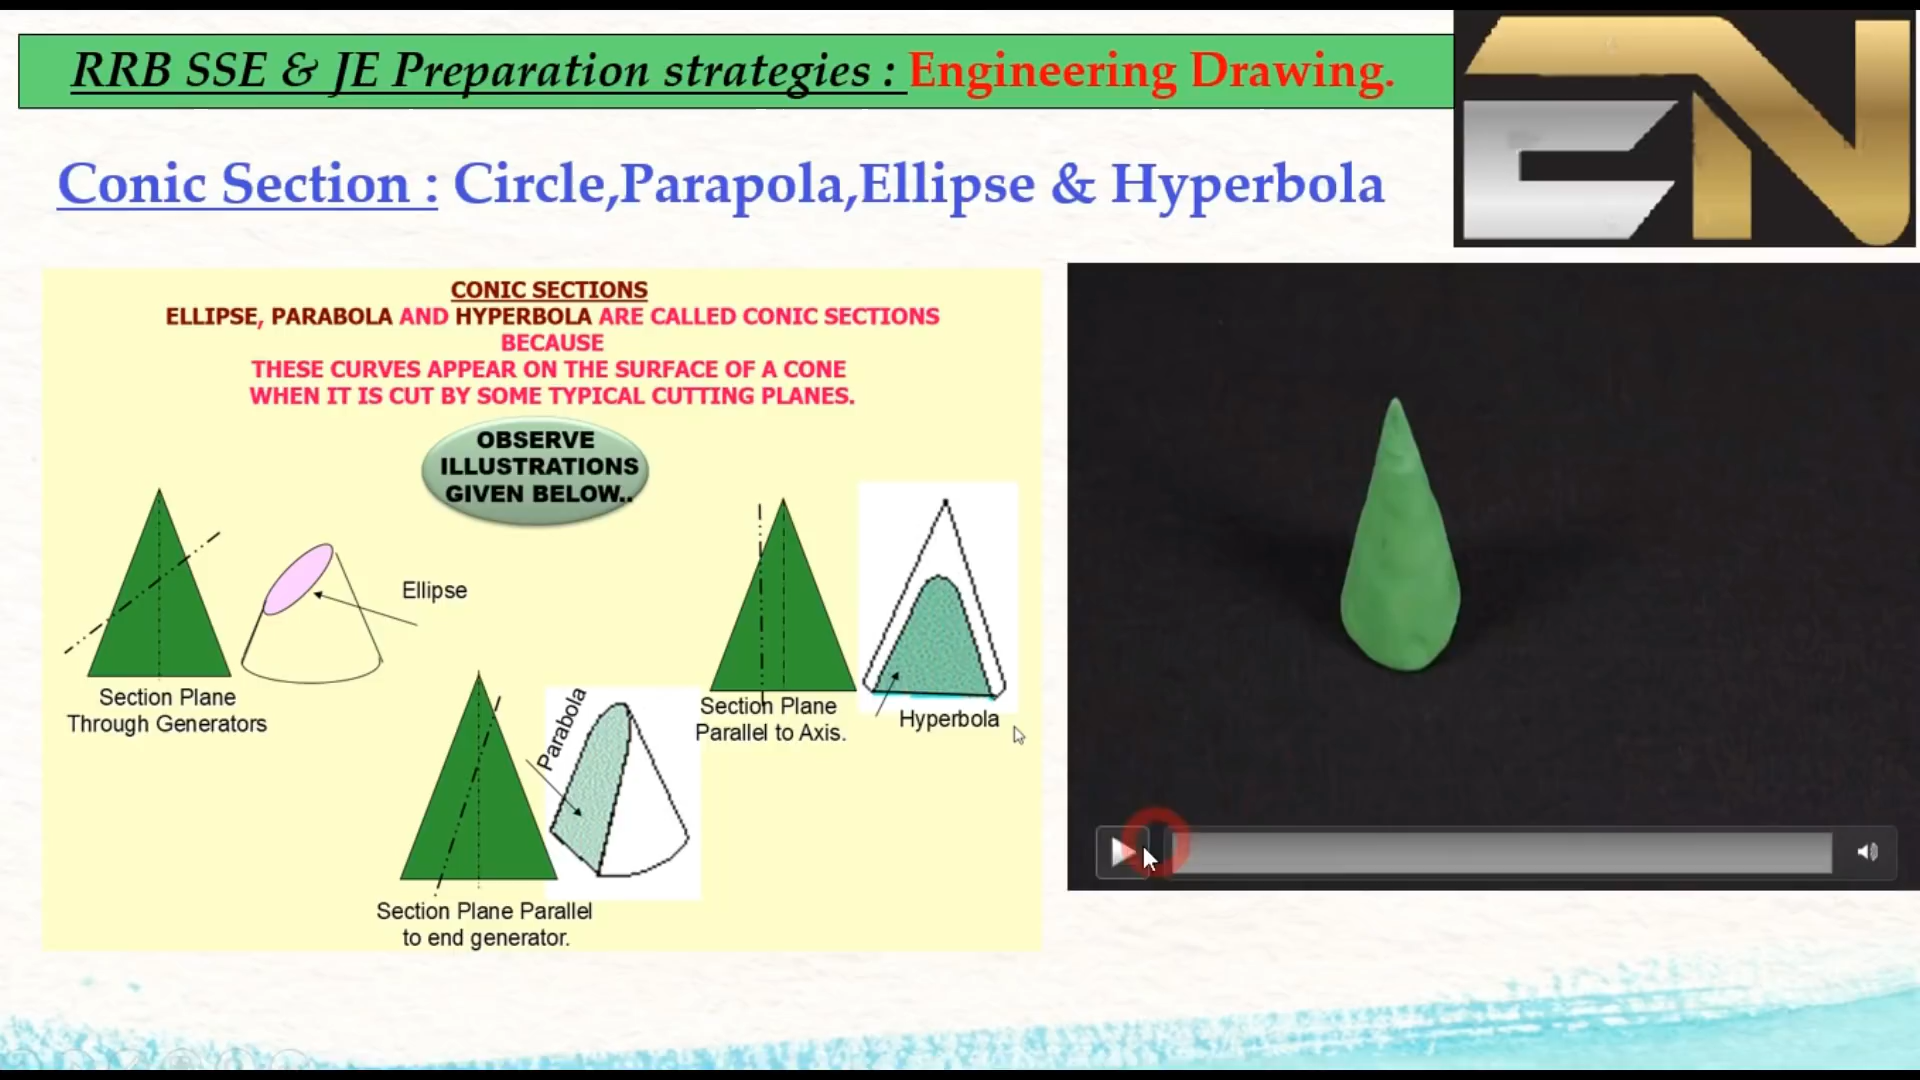 RRB SSE & JE Preparation strategies : Engineering Drawing.
EN
Conic Section : Circle,Parapola,Ellipse & Hyperbola
CONIC SECTIONS
ELLIPSE, PARABOLA AND HYPERBOLA ARE CALLED CONIC SECTIONS
BECAUSE
THESE CURVES APPEAR ON THE SURFACE OF A CONE
WHEN IT IS CUT BY SOME TYPICAL CUTTING PLANES.
OBSERVE
ILLUSTRATIONS
GIVEN BELOW..
Ellipse
Section Plane
Through Generators
Parabola
Section Plane Parallel
to end generator.
Section Plane
Parallel to Axis.
Hyperbola